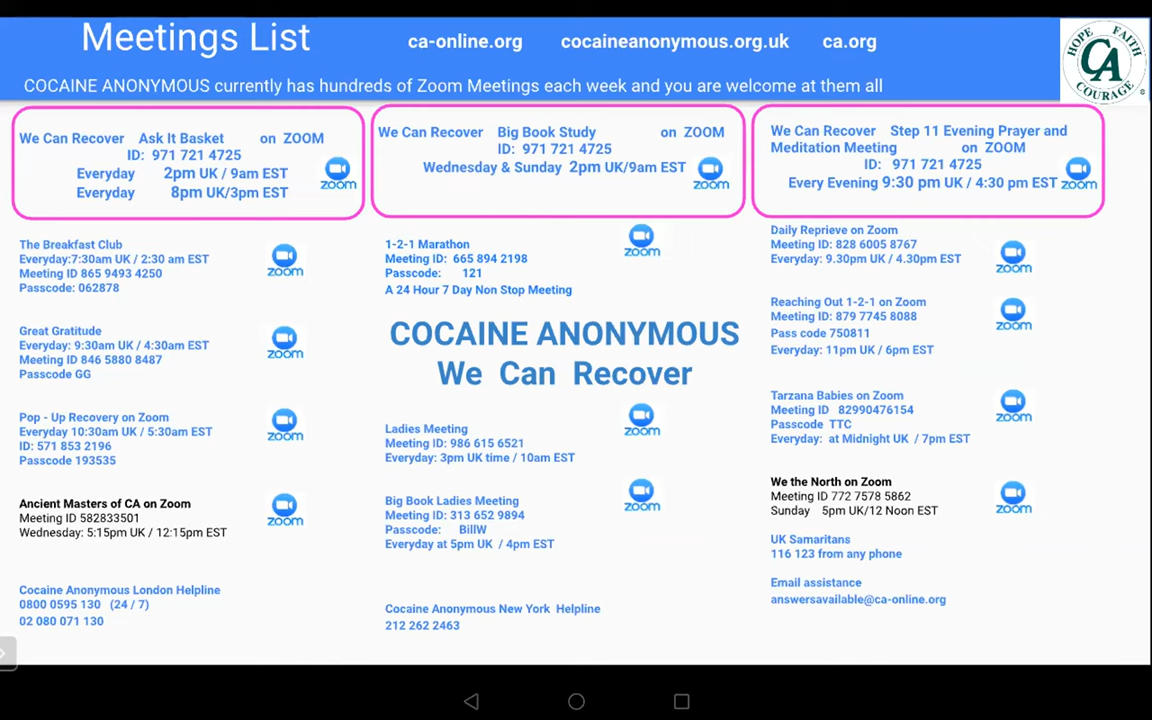 Meetings List
ca-online.org cocaineanonymous.org.uk ca.org
COCAINE ANONYMOUS currently has hundreds of Zoom Meetings each week and you are welcome at them all
HOPE FAITH
CA
COURAGE
We Can Recover Ask It Basket on ZOOM
ID: 971 721 4725
Everyday 2pm UK / 9am EST
Everyday 8pm UK/3pm EST
zoom
We Can Recover Big Book Study on ZOOM
ID: 971 721 4725
Wednesday & Sunday 2pm UK/9am EST
zoom
We Can Recover Step 11 Evening Prayer and
Meditation Meeting on ZOOM
ID: 971 721 4725
Every Evening 9:30 pm UK / 4:30 pm EST
zoom
The Breakfast Club
Everyday:7:30am UK / 2:30 am EST
Meeting ID 865 9493 4250
Passcode: 062878
zoom
Great Gratitude
Everyday: 9:30am UK / 4:30am EST
Meeting ID 846 5880 8487
Passcode GG
zoom
Pop - Up Recovery on Zoom
Everyday 10:30am UK / 5:30am EST
ID: 571 853 2196
Passcode 193535
zoom
Ancient Masters of CA on Zoom
Meeting ID 582833501
Wednesday: 5:15pm UK / 12:15pm EST
zoom
Cocaine Anonymous London Helpline
0800 0595 130 (24 / 7)
02 080 071 130
1-2-1 Marathon
Meeting ID: 665 894 2198
Passcode: 121
A 24 Hour 7 Day Non Stop Meeting
zoom
COCAINE ANONYMOUS
We Can Recover
Ladies Meeting
Meeting ID: 986 615 6521
Everyday: 3pm UK time / 10am EST
zoom
Big Book Ladies Meeting
Meeting ID: 313 652 9894
Passcode: BillW
Everyday at 5pm UK / 4pm EST
zoom
Cocaine Anonymous New York Helpline
212 262 2463
Daily Reprieve on Zoom
Meeting ID: 828 6005 8767
Everyday: 9.30pm UK / 4.30pm EST
zoom
Reaching Out 1-2-1 on Zoom
Meeting ID: 879 7745 8088
Pass code 750811
Everyday: 11pm UK / 6pm EST
zoom
Tarzana Babies on Zoom
Meeting ID 82990476154
Passcode TTC
Everyday: at Midnight UK / 7pm EST
zoom
We the North on Zoom
Meeting ID 772 7578 5862
Sunday 5pm UK/12 Noon EST
zoom
UK Samaritans
116 123 from any phone
Email assistance
answersavailable@ca-online.org